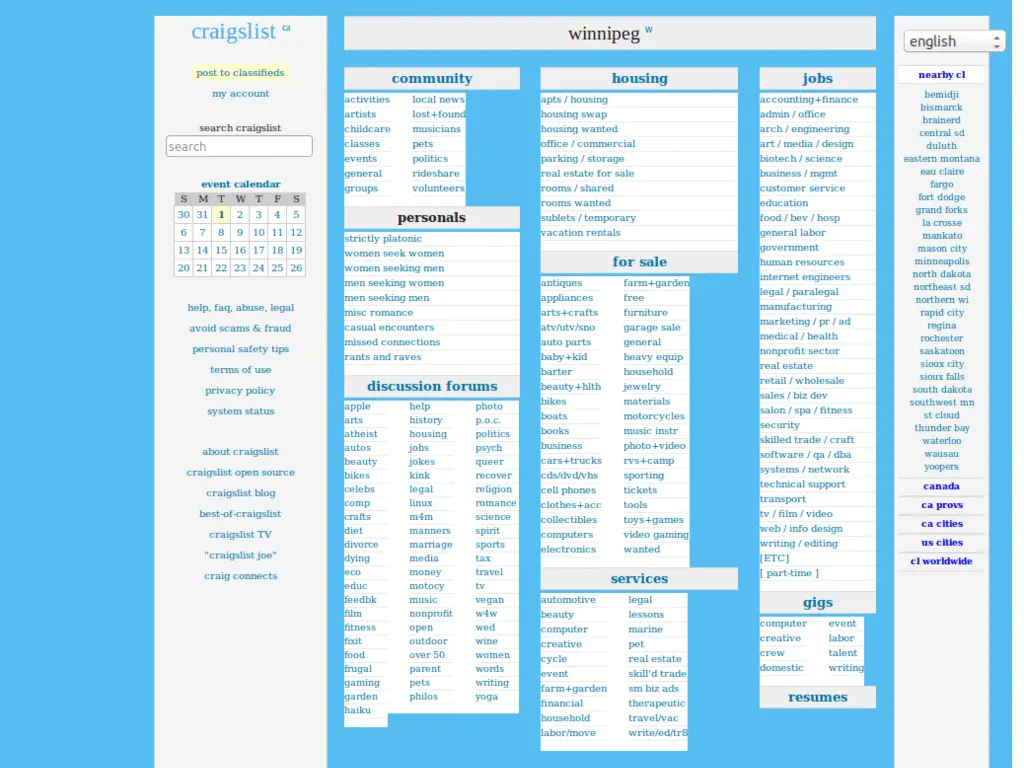 craigslist ca
post to classifieds
my account
search craigslist
search
event calendar
S M T W T F S
30 31 1 2 3 4 5
6 7 8 9 10 11 12
13 14 15 16 17 18 19
20 21 22 23 24 25 26
help, faq, abuse, legal
avoid scams & fraud
personal safety tips
terms of use
privacy policy
system status
about craigslist
craigslist open source
craigslist blog
best-of-craigslist
craigslist TV
"craigslist joe"
craig connects
winnipeg w
community
activities local news
artists lost+found
childcare musicians
classes pets
events politics
general rideshare
groups volunteers
personals
strictly platonic
women seek women
women seeking men
men seeking women
men seeking men
misc romance
casual encounters
missed connections
rants and raves
discussion forums
apple help photo
arts history p.o.c.
atheist housing politics
autos jobs psych
beauty jokes queer
bikes kink recover
celebs legal religion
comp linux romance
crafts m4m science
diet manners spirit
divorce marriage sports
dying media tax
eco money travel
educ motocy tv
feedbk music vegan
film nonprofit w4w
fitness open wed
fixit outdoor wine
food over 50 women
frugal parent words
gaming pets writing
garden philos yoga
haiku
housing
apts / housing
housing swap
housing wanted
office / commercial
parking / storage
real estate for sale
rooms / shared
rooms wanted
sublets / temporary
vacation rentals
for sale
antiques farm+garden
appliances free
arts+crafts furniture
atv/utv/sno garage sale
auto parts general
baby+kid heavy equip
barter household
beauty+hlth jewelry
bikes materials
boats motorcycles
books music instr
business photo+video
cars+trucks rvs+camp
cds/dvd/vhs sporting
cell phones tickets
clothes+acc tools
collectibles toys+games
computers video gaming
electronics wanted
services
automotive legal
beauty lessons
computer marine
creative pet
cycle real estate
event skill'd trade
farm+garden sm biz ads
financial therapeutic
household travel/vac
labor/move write/ed/tr8
jobs
accounting+finance
admin / office
arch / engineering
art / media / design
biotech / science
business / mgmt
customer service
education
food / bev / hosp
general labor
government
human resources
internet engineers
legal / paralegal
manufacturing
marketing / pr / ad
medical / health
nonprofit sector
real estate
retail / wholesale
sales / biz dev
salon / spa / fitness
security
skilled trade / craft
software / qa / dba
systems / network
technical support
transport
tv / film / video
web / info design
writing / editing
[ETC]
[ part-time ]
gigs
computer event
creative labor
crew talent
domestic writing
resumes
english
nearby cl
bemidji
bismarck
brainerd
central sd
duluth
eastern montana
eau claire
fargo
fort dodge
grand forks
la crosse
mankato
mason city
minneapolis
north dakota
northeast sd
northern wi
rapid city
regina
rochester
saskatoon
sioux city
sioux falls
south dakota
southwest mn
st cloud
thunder bay
waterloo
wausau
yoopers
canada
ca provs
ca cities
us cities
cl worldwide